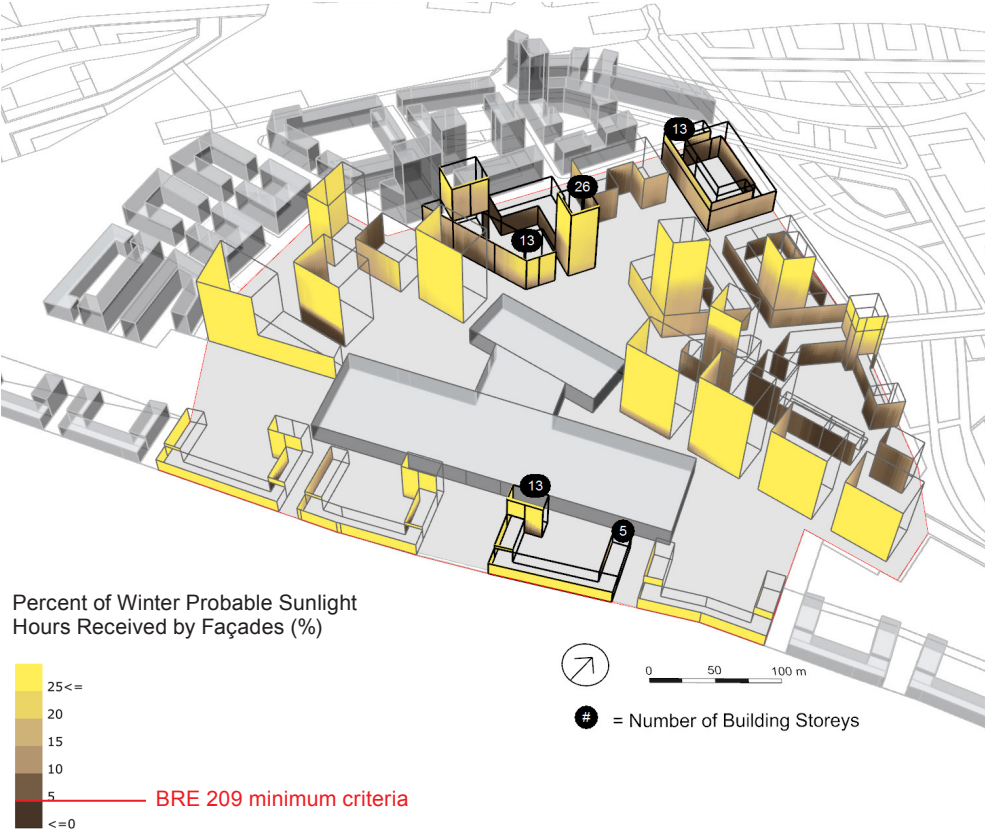 13
26
13
13
5
Percent of Winter Probable Sunlight
Hours Received by Façades (%)
25<=
20
15
10
5
<=0
BRE 209 minimum criteria
0 50 100 m
# = Number of Building Storeys